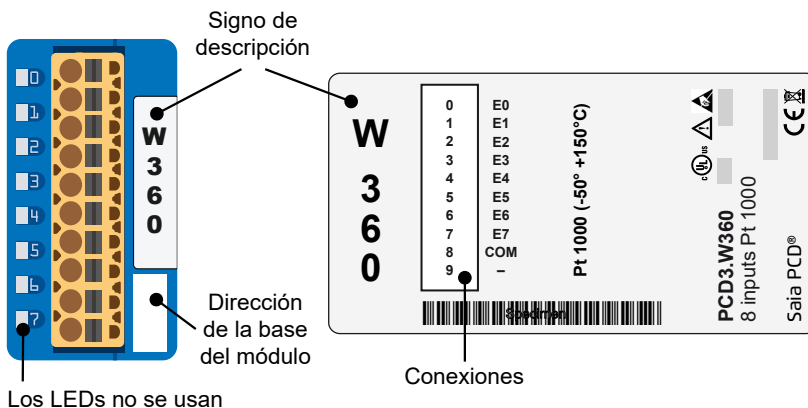 Signo de
descripción
0
1
2
3
4
5
6
7
W
3
6
0
Dirección
de la base
del módulo
Los LEDs no se usan
W
3
6
0
0 E0
1 E1
2 E2
3 E3
4 E4
5 E5
6 E6
7 E7
8 COM
9 –
Specimen
Conexiones
Pt 1000 (-50° +150°C)
c UL us
PCD3.W360
8 inputs Pt 1000
CE
Saia PCD®